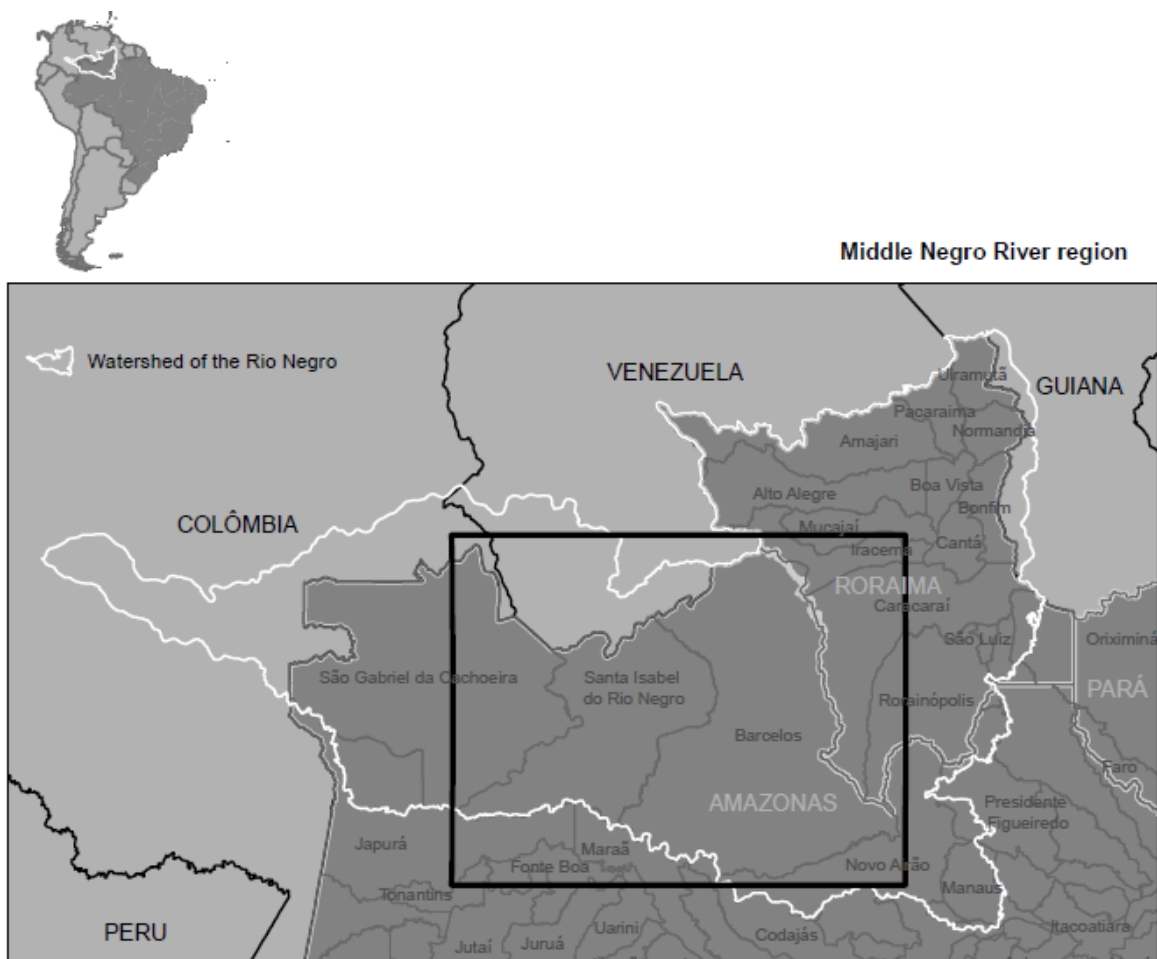 Middle Negro River region
Watershed of the Rio Negro
VENEZUELA
GUIANA
COLÔMBIA
PERU
Uiramutã
Pacaraima
Normandia
Amajari
Boa Vista
Alto Alegre
Bonfim
Mucajaí
Cantá
Iracema
RORAIMA
Caracaraí
São Luiz
Oriximiná
São Gabriel da Cachoeira
Santa Isabel
do Rio Negro
PARÁ
Rorainópolis
Barcelos
Faro
AMAZONAS
Presidente
Figueiredo
Japurá
Maraã
Fonte Boa
Novo Airão
Manaus
Tonantins
Itacoatiara
Uarini
Codajás
Jutaí
Juruá